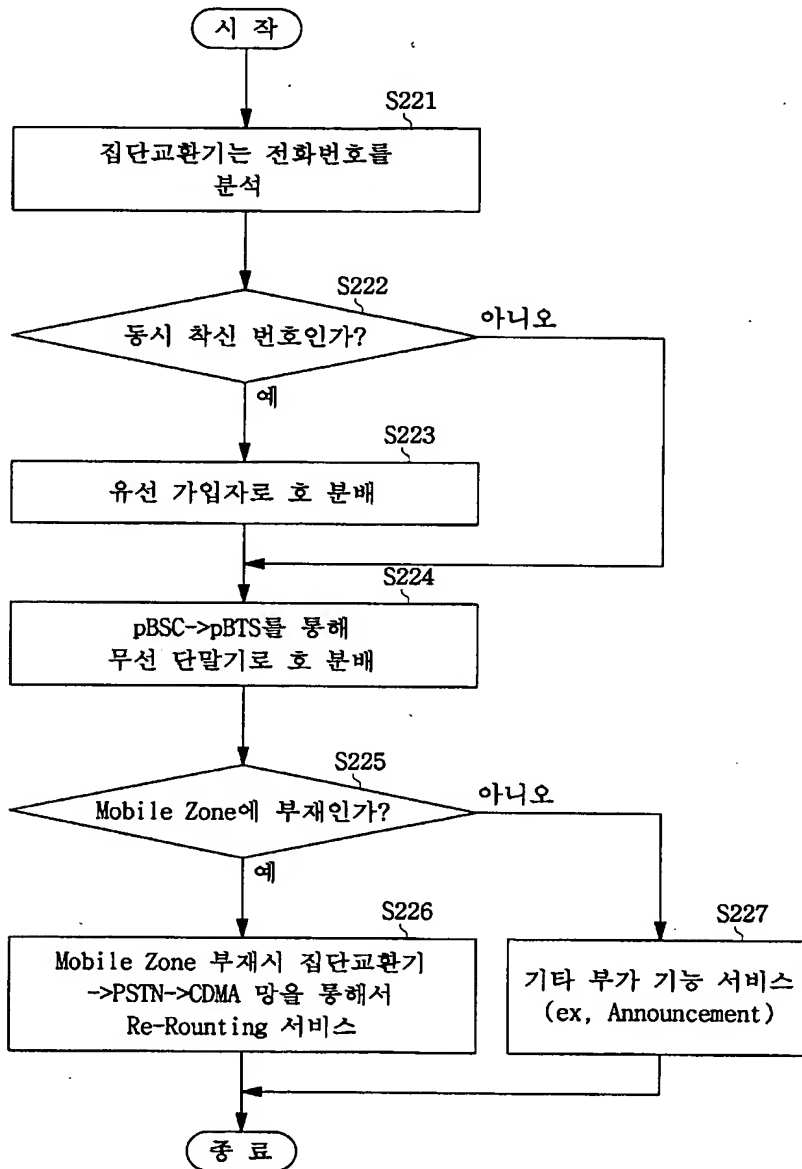 시 작
S221
집단교환기는 전화번호를
분석
S222
동시 착신 번호인가?
아니오
예
S223
유선 가입자로 호 분배
S224
pBSC->pBTS를 통해
무선 단말기로 호 분배
S225
Mobile Zone에 부재인가?
아니오
예
S226
Mobile Zone 부재시 집단교환기
->PSTN->CDMA 망을 통해서
Re-Rounting 서비스
S227
기타 부가 기능 서비스
(ex, Announcement)
종 료